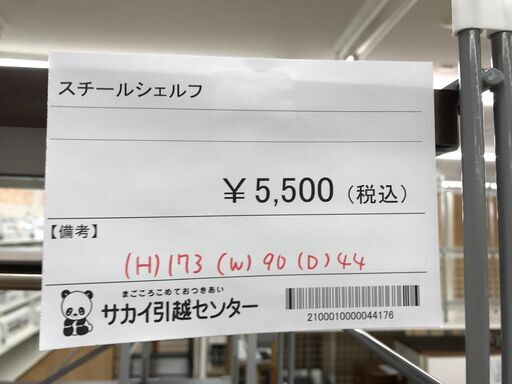 スチールシェルフ
￥5,500（税込）
【備考】
(H)173 (W)90 (D)44
まごころこめておつきあい
サカイ引越センター
2100010000044176